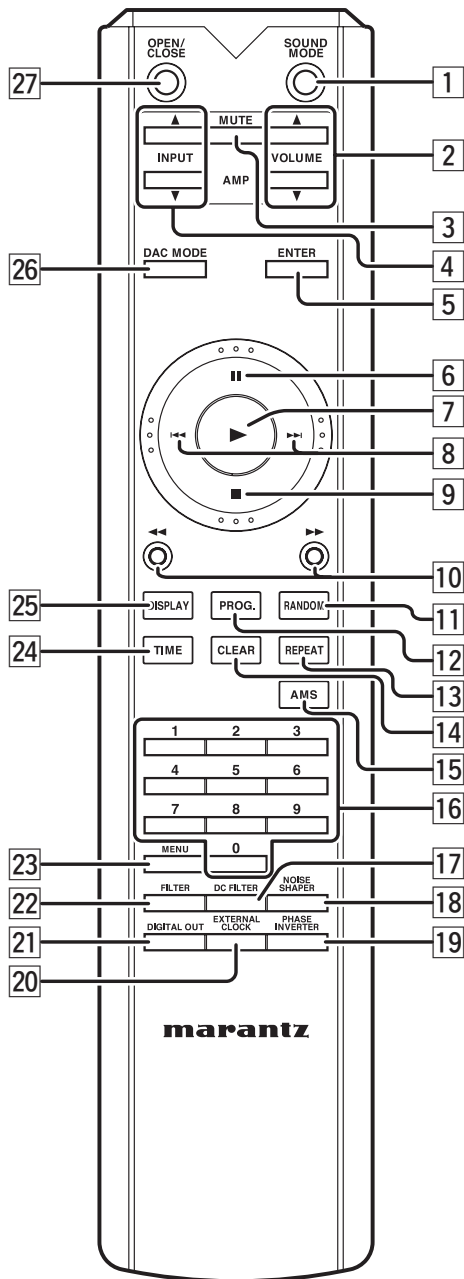 OPEN/
CLOSE
SOUND
MODE
27
1
MUTE
2
INPUT
VOLUME
AMP
3
4
26
DAC MODE
ENTER
5
6
7
8
9
10
25
DISPLAY
PROG.
RANDOM
11
24
TIME
CLEAR
REPEAT
12
13
AMS
14
15
1 2 3
4 5 6
16
7 8 9
23
MENU
0
17
22
FILTER
DC FILTER
NOISE
SHAPER
18
21
DIGITAL OUT
EXTERNAL
CLOCK
PHASE
INVERTER
19
20
marantz